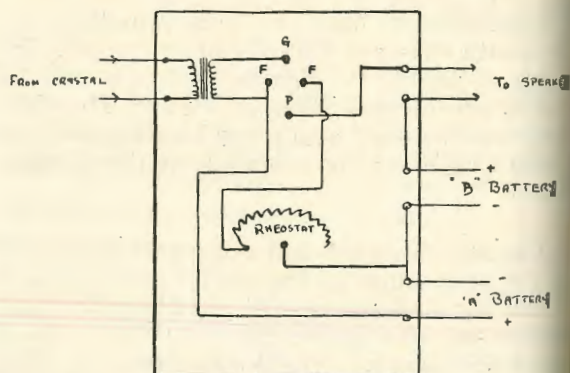 G
F F
FROM CRYSTAL
P
TO SPEAKE
+
"B" BATTERY
-
RHEOSTAT
-
"A" BATTERY
+